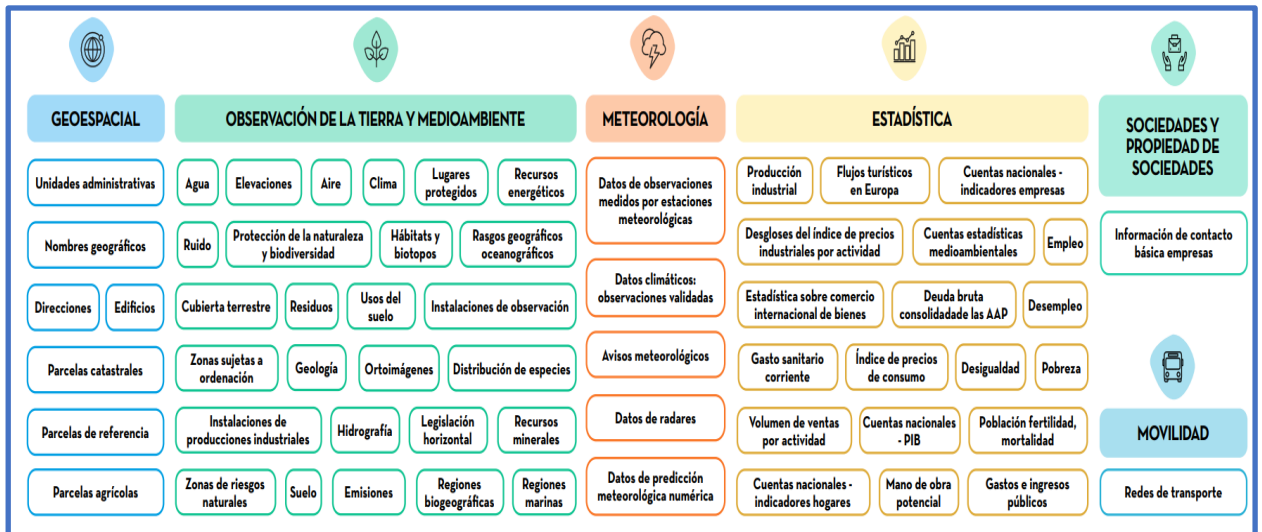 GEOESPACIAL
Unidades administrativas
Nombres geográficos
Direcciones
Edificios
Parcelas catastrales
Parcelas de referencia
Parcelas agrícolas
OBSERVACIÓN DE LA TIERRA Y MEDIOAMBIENTE
Agua
Elevaciones
Aire
Clima
Lugares
protegidos
Recursos
energéticos
Ruido
Protección de la naturaleza
y biodiversidad
Hábitats y
biotopos
Rasgos geográficos
oceanográficos
Cubierta terrestre
Residuos
Usos del
suelo
Instalaciones de observación
Zonas sujetas a
ordenación
Geología
Ortoimágenes
Distribución de especies
Instalaciones de
producciones industriales
Hidrografía
Legislación
horizontal
Recursos
minerales
Zonas de riesgos
naturales
Suelo
Emisiones
Regiones
biogeográficas
Regiones
marinas
METEOROLOGÍA
Datos de observaciones
medidos por estaciones
meteorológicas
Datos climáticos:
observaciones validadas
Avisos meteorológicos
Datos de radares
Datos de predicción
meteorológica numérica
ESTADÍSTICA
Producción
industrial
Flujos turísticos
en Europa
Cuentas nacionales -
indicadores empresas
Desgloses del índice de precios
industriales por actividad
Cuentas estadísticas
medioambientales
Empleo
Estadística sobre comercio
internacional de bienes
Deuda bruta
consolidadade las AAP
Desempleo
Gasto sanitario
corriente
Índice de precios
de consumo
Desigualdad
Pobreza
Volumen de ventas
por actividad
Cuentas nacionales
- PIB
Población fertilidad,
mortalidad
Cuentas nacionales -
indicadores hogares
Mano de obra
potencial
Gastos e ingresos
públicos
SOCIEDADES Y
PROPIEDAD DE
SOCIEDADES
Información de contacto
básica empresas
MOVILIDAD
Redes de transporte